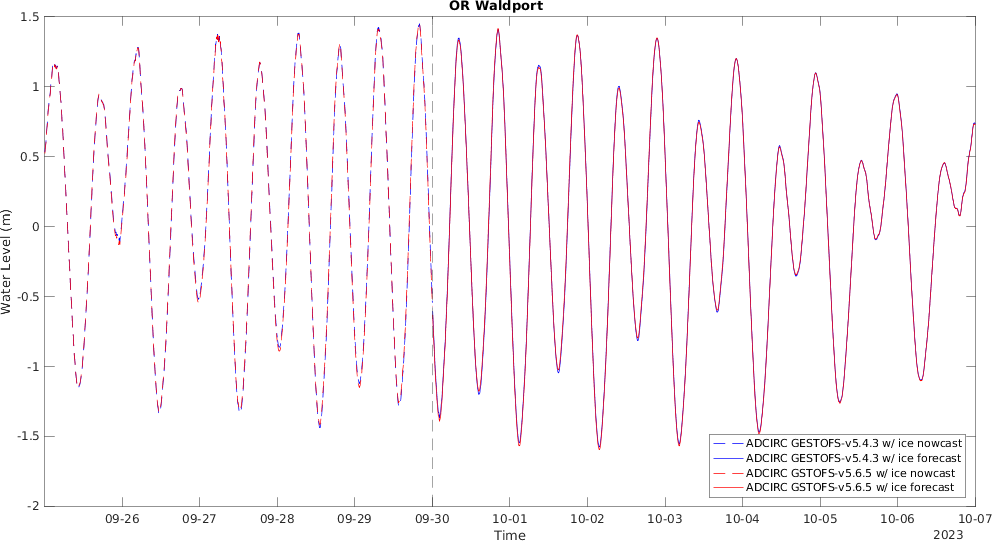 OR Waldport
1.5
1
0.5
0
-0.5
-1
-1.5
-2
Water Level (m)
ADCIRC GESTOFS-v5.4.3 w/ ice nowcast
ADCIRC GESTOFS-v5.4.3 w/ ice forecast
ADCIRC GSTOFS-v5.6.5 w/ ice nowcast
ADCIRC GSTOFS-v5.6.5 w/ ice forecast
09-26 09-27 09-28 09-29 09-30 10-01 10-02 10-03 10-04 10-05 10-06 10-07
Time
2023